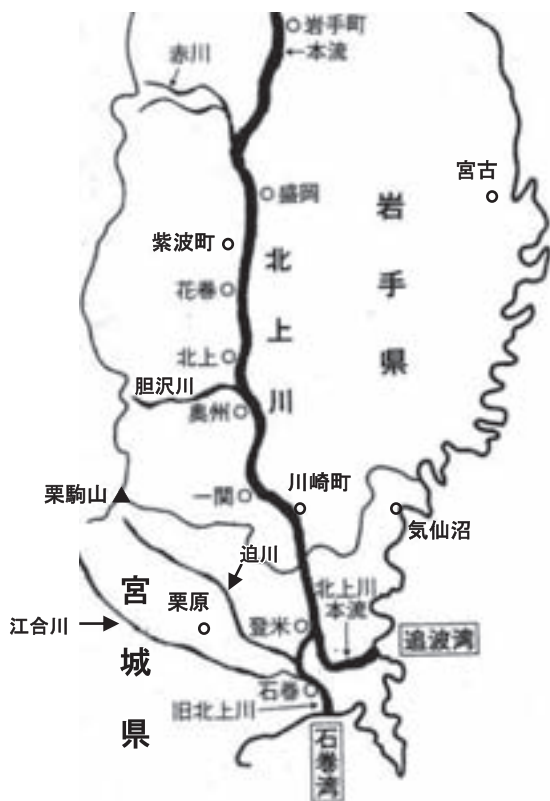 岩手町
本流
赤川
宮古
盛岡
岩手県
紫波町
北上川
花巻
北上
胆沢川
奥州
栗駒山
一関
川崎町
気仙沼
迫川
宮城県
栗原
北上川
本流
江合川
登米
追波湾
石巻
旧北上川
石巻湾